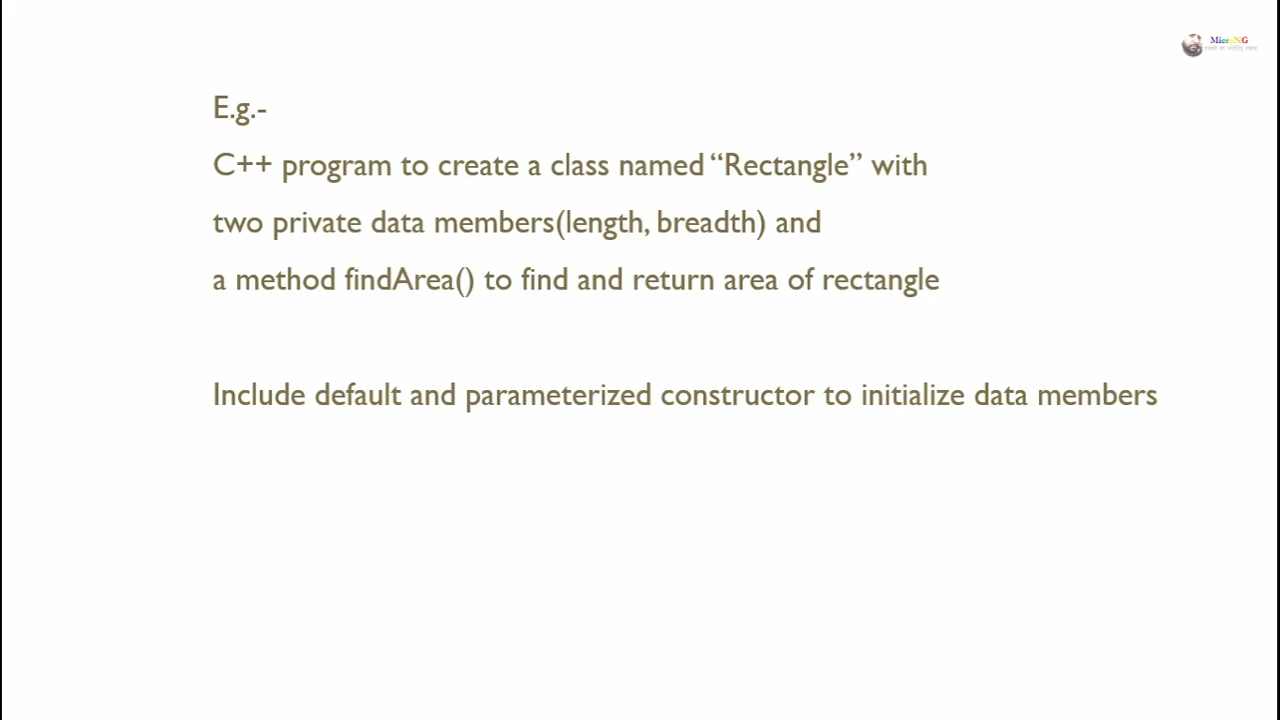 MicroNG
E.g.-
C++ program to create a class named “Rectangle” with
two private data members(length, breadth) and
a method findArea() to find and return area of rectangle
Include default and parameterized constructor to initialize data members